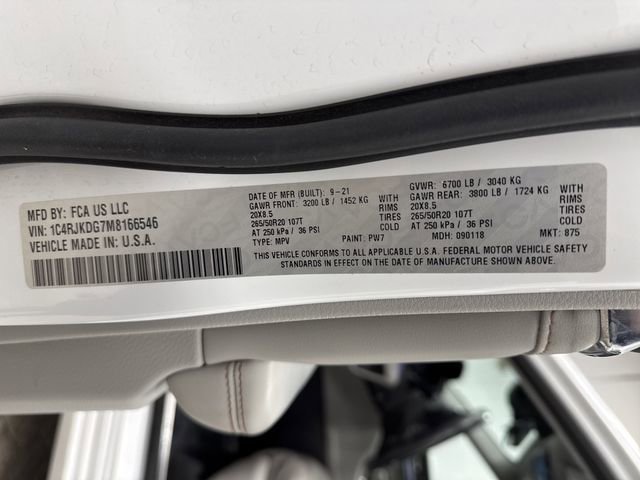 MFD BY: FCA US LLC
VIN: 1C4RJKDG7M8166546
VEHICLE MADE IN U.S.A.
DATE OF MFR (BUILT): 9-21
GAWR FRONT: 3200 LB / 1452 KG
20X8.5 RIMS
265/50R20 107T TIRES
AT 250 kPa / 36 PSI COLD
TYPE: MPV PAINT: PW7
GVWR: 6700 LB / 3040 KG
GAWR REAR: 3800 LB / 1724 KG
20X8.5 RIMS
265/50R20 107T TIRES
AT 250 kPa / 36 PSI COLD
MDH: 090118 MKT: 875
THIS VEHICLE CONFORMS TO ALL APPLICABLE U.S.A. FEDERAL MOTOR VEHICLE SAFETY
STANDARDS IN EFFECT ON THE DATE OF MANUFACTURE SHOWN ABOVE.